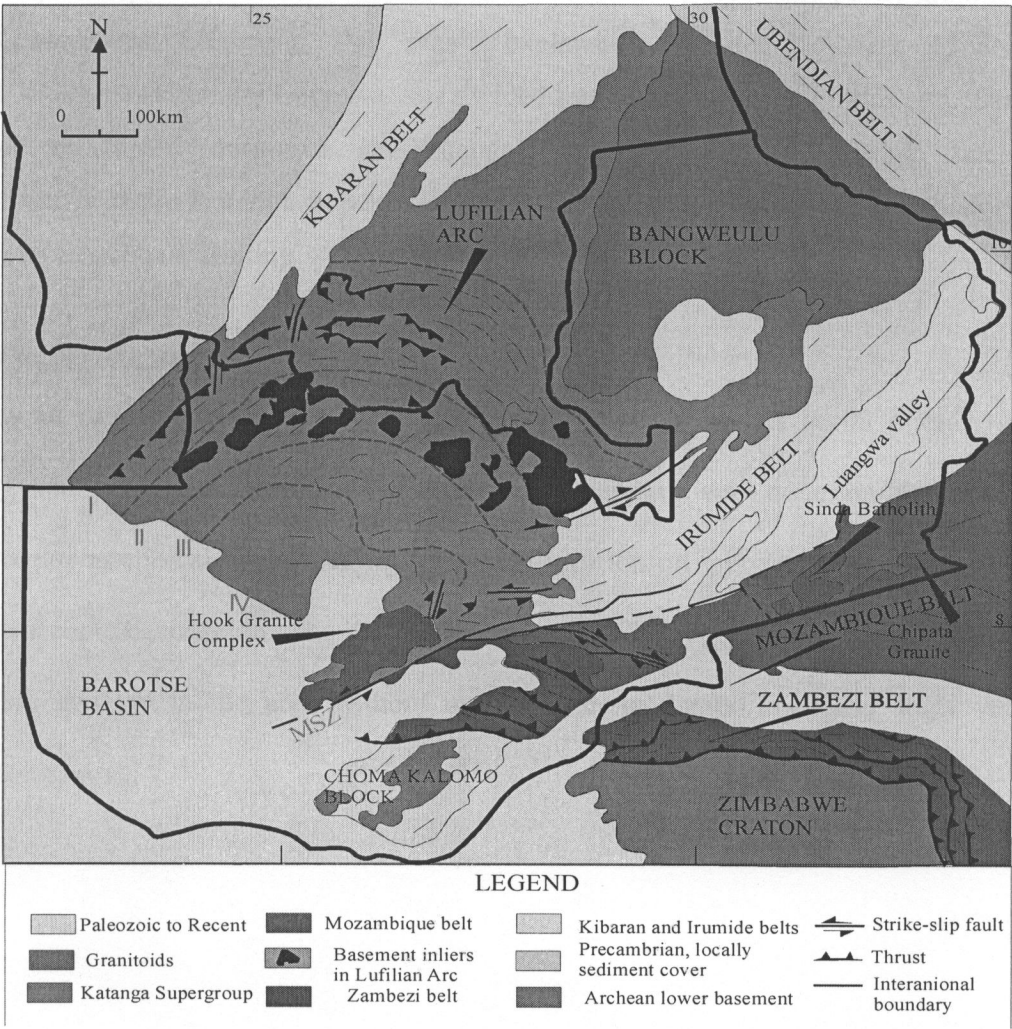 25
30
N
0 100km
UBENDIAN BELT
KIBARAN BELT
LUFILIAN
ARC
BANGWEULU
BLOCK
10
Luangwa valley
IRUMIDE BELT
Sinda Batholith
I
II
III
IV
Hook Granite
Complex
MOZAMBIQUE BELT
8
Chipata
Granite
BAROTSE
BASIN
MSZ
ZAMBEZI BELT
CHOMA KALOMO
BLOCK
ZIMBABWE
CRATON
LEGEND
Paleozoic to Recent
Granitoids
Katanga Supergroup
Mozambique belt
Basement inliers
in Lufilian Arc
Zambezi belt
Kibaran and Irumide belts
Precambrian, locally
sediment cover
Archean lower basement
Strike-slip fault
Thrust
Interanional
boundary